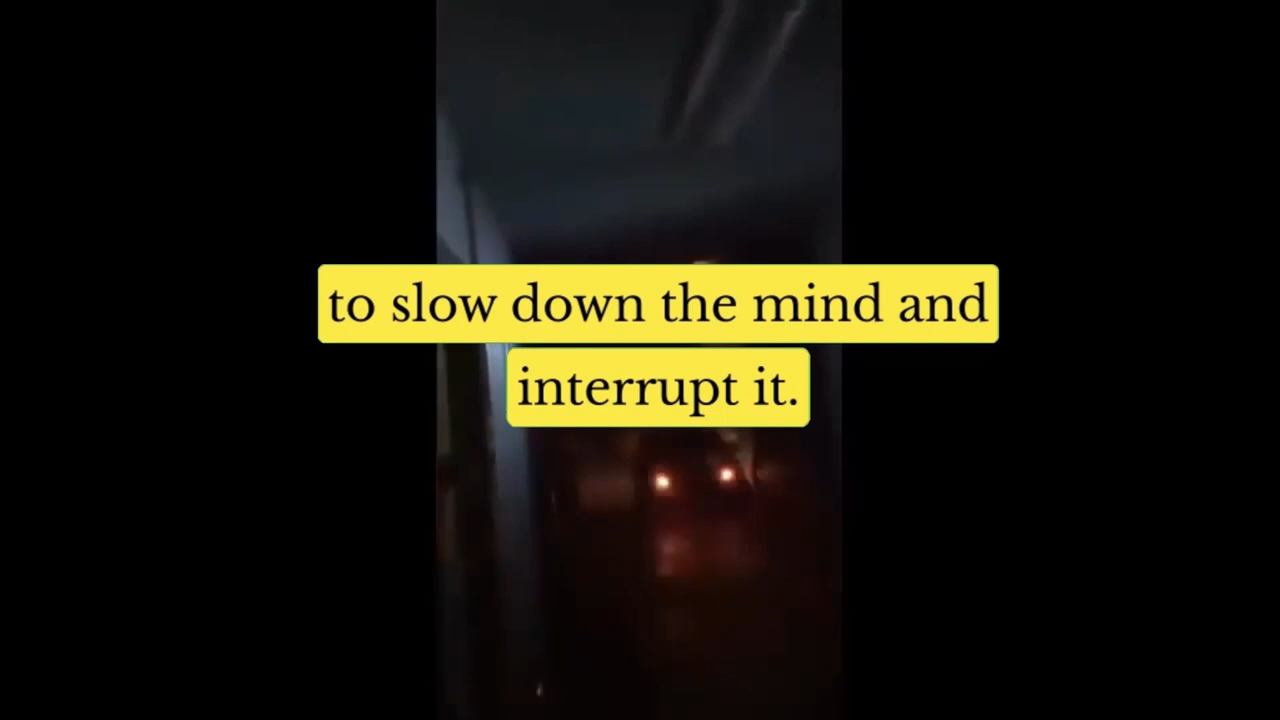 to slow down the mind and
interrupt it.